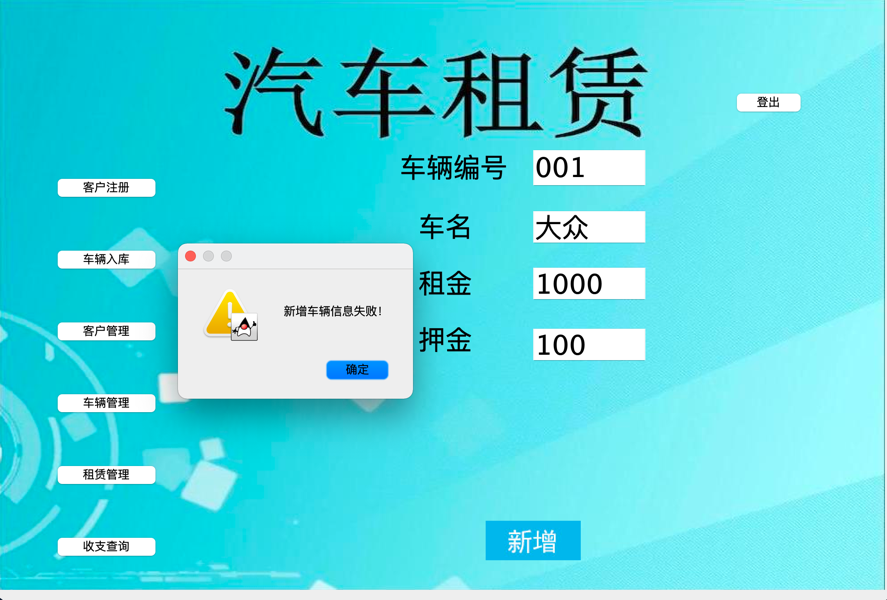 汽车租赁
登出
车辆编号 001
客户注册
车名 大众
车辆入库
租金 1000
新增车辆信息失败!
客户管理
押金 100
确定
车辆管理
租赁管理
新增
收支查询